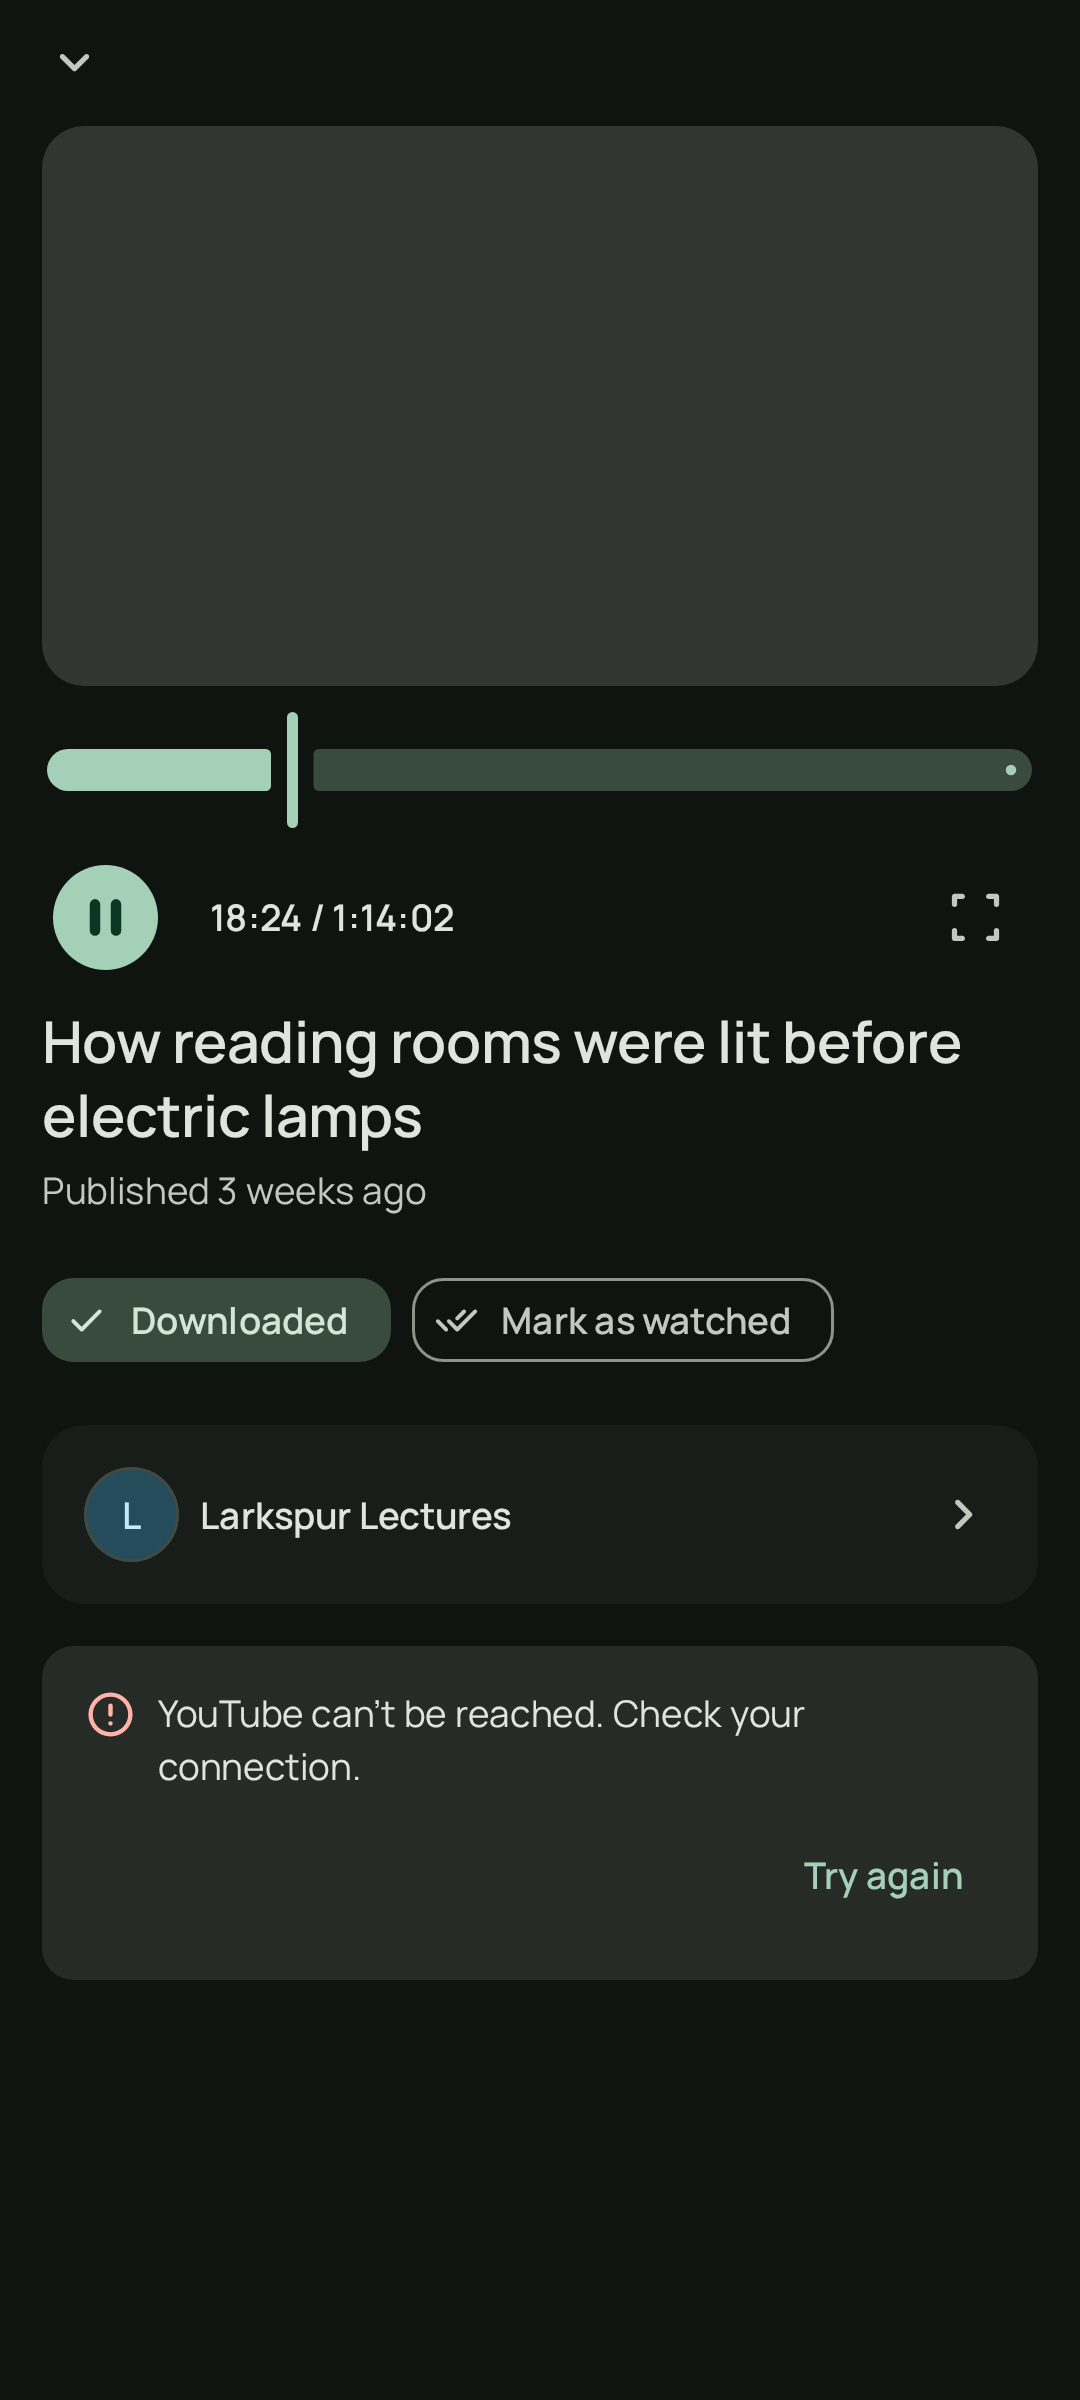 18:24 / 1:14:02
How reading rooms were lit before
electric lamps
Published 3 weeks ago
Downloaded
Mark as watched
L
Larkspur Lectures
YouTube can’t be reached. Check your
connection.
Try again